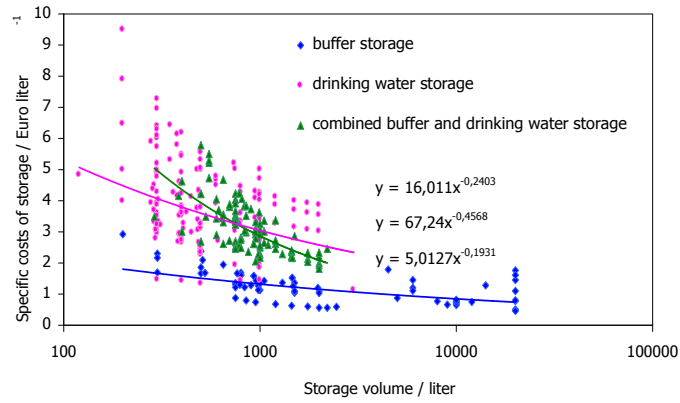 Specific costs of storage / Euro liter-1
10
9
8
7
6
5
4
3
2
1
0
buffer storage
drinking water storage
combined buffer and drinking water storage
y = 16,011x-0,2403
y = 67,24x-0,4568
y = 5,0127x-0,1931
100 1000 10000 100000
Storage volume / liter